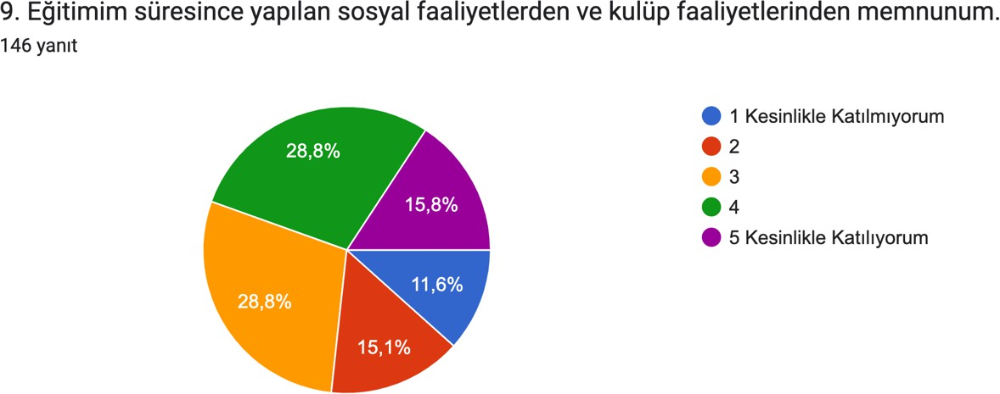 9. Eğitimim süresince yapılan sosyal faaliyetlerden ve kulüp faaliyetlerinden memnunum.
146 yanıt
28,8%
15,8%
11,6%
28,8%
15,1%
1 Kesinlikle Katılmıyorum
2
3
4
5 Kesinlikle Katılıyorum